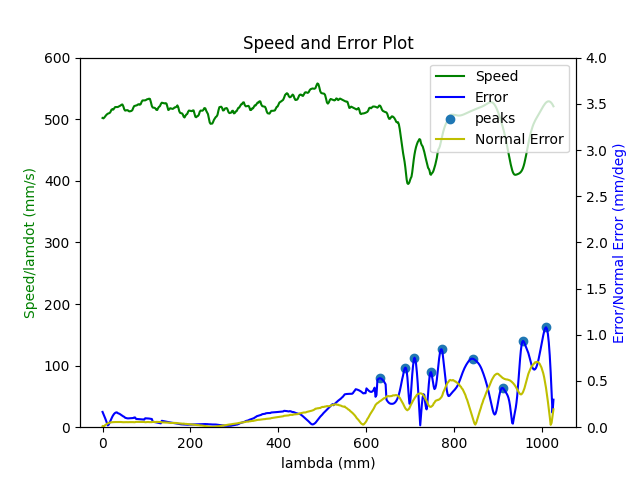 Speed and Error Plot
600
500
400
300
200
100
0
Speed/lamdot (mm/s)
4.0
3.5
3.0
2.5
2.0
1.5
1.0
0.5
0.0
Error/Normal Error (mm/deg)
Speed
Error
peaks
Normal Error
0 200 400 600 800 1000
lambda (mm)